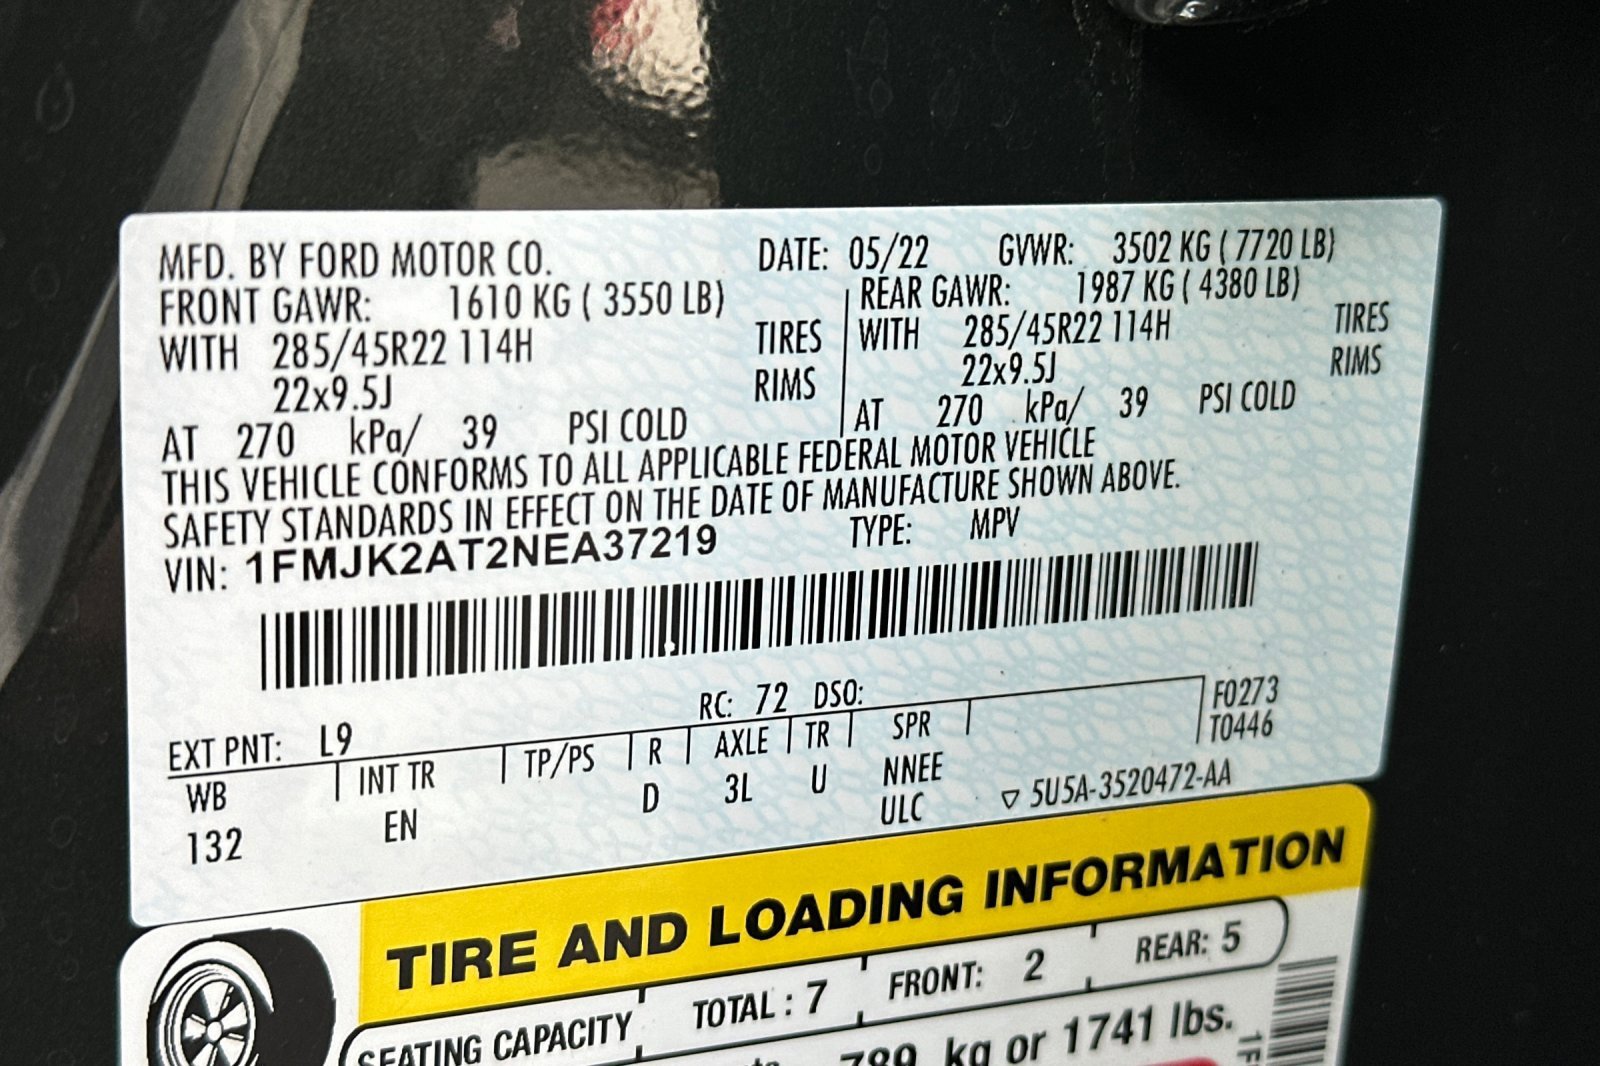 MFD. BY FORD MOTOR CO. DATE: 05/22 GVWR: 3502 KG ( 7720 LB)
FRONT GAWR: 1610 KG ( 3550 LB) REAR GAWR: 1987 KG ( 4380 LB)
WITH 285/45R22 114H TIRES WITH 285/45R22 114H TIRES
22x9.5J RIMS 22x9.5J RIMS
AT 270 kPa/ 39 PSI COLD AT 270 kPa/ 39 PSI COLD
THIS VEHICLE CONFORMS TO ALL APPLICABLE FEDERAL MOTOR VEHICLE
SAFETY STANDARDS IN EFFECT ON THE DATE OF MANUFACTURE SHOWN ABOVE.
VIN: 1FMJK2AT2NEA37219 TYPE: MPV
RC: 72 DSO: F0273
EXT PNT: L9 T0446
WB INT TR TP/PS R AXLE TR SPR
132 EN D 3L U NNEE
ULC ▽ 5U5A-3520472-AA
TIRE AND LOADING INFORMATION
SEATING CAPACITY TOTAL : 7 FRONT: 2 REAR: 5
789 kg or 1741 lbs.
1F